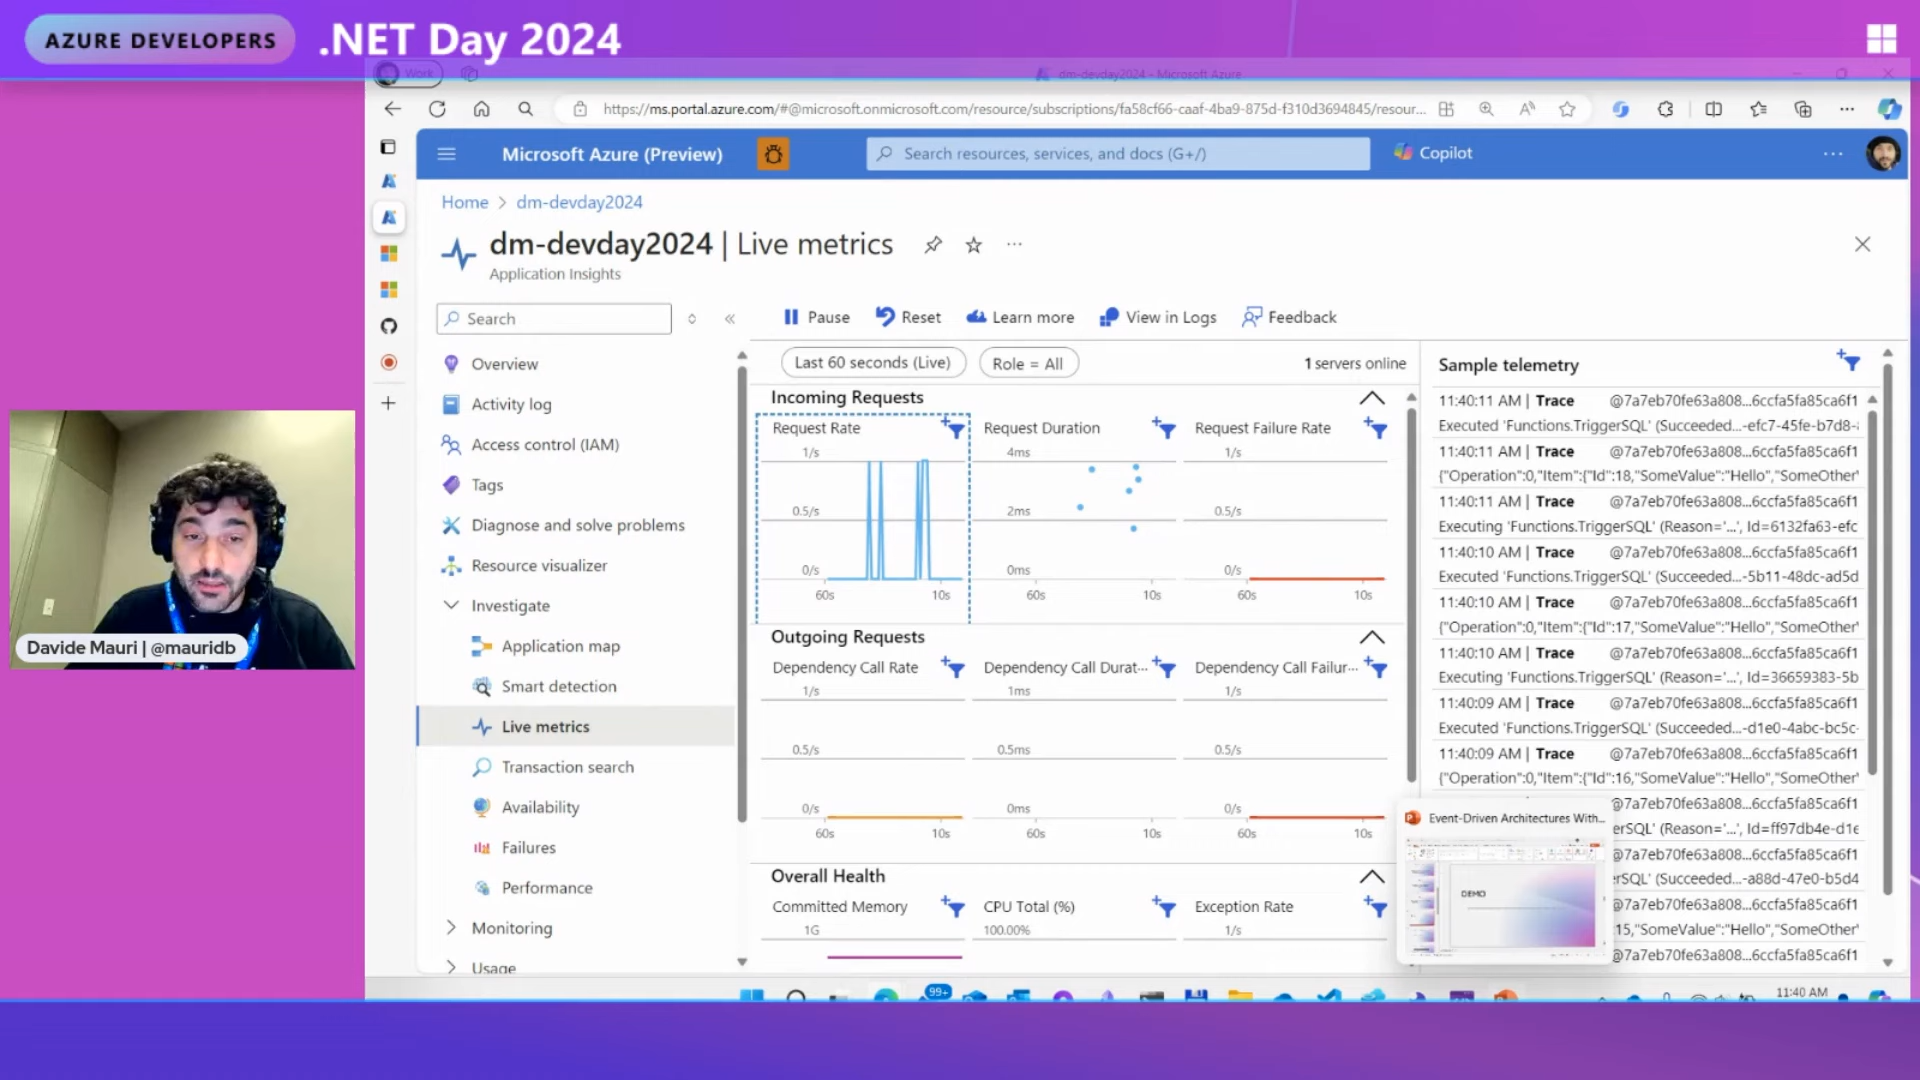 AZURE DEVELOPERS .NET Day 2024
Work
dm-devday2024 - Microsoft Azure
https://ms.portal.azure.com/#@microsoft.onmicrosoft.com/resource/subscriptions/fa58cf66-caaf-4ba9-875d-f310d3694845/resour...
Microsoft Azure (Preview)
Search resources, services, and docs (G+/)
Copilot
Home > dm-devday2024
dm-devday2024 | Live metrics
Application Insights
Search
Pause Reset Learn more View in Logs Feedback
Overview
Activity log
Access control (IAM)
Tags
Diagnose and solve problems
Resource visualizer
Investigate
Application map
Smart detection
Live metrics
Transaction search
Availability
Failures
Performance
Monitoring
Usage
Last 60 seconds (Live) Role = All 1 servers online
Incoming Requests
Request Rate Request Duration Request Failure Rate
1/s 4ms 1/s
0.5/s 2ms 0.5/s
0/s 0ms 0/s
60s 10s 60s 10s 60s 10s
Outgoing Requests
Dependency Call Rate Dependency Call Durat... Dependency Call Failur...
1/s 1ms 1/s
0.5/s 0.5ms 0.5/s
0/s 0ms 0/s
60s 10s 60s 10s 60s 10s
Overall Health
Committed Memory CPU Total (%) Exception Rate
1G 100.00% 1/s
Sample telemetry
11:40:11 AM | Trace @7a7eb70fe63a808...6ccfa5fa85ca6f1
Executed 'Functions.TriggerSQL' (Succeeded...-efc7-45fe-b7d8-
11:40:11 AM | Trace @7a7eb70fe63a808...6ccfa5fa85ca6f1
{"Operation":0,"Item":{"Id":18,"SomeValue":"Hello","SomeOther'
11:40:11 AM | Trace @7a7eb70fe63a808...6ccfa5fa85ca6f1
Executing 'Functions.TriggerSQL' (Reason='...', Id=6132fa63-efc
11:40:10 AM | Trace @7a7eb70fe63a808...6ccfa5fa85ca6f1
Executed 'Functions.TriggerSQL' (Succeeded...-5b11-48dc-ad5d
11:40:10 AM | Trace @7a7eb70fe63a808...6ccfa5fa85ca6f1
{"Operation":0,"Item":{"Id":17,"SomeValue":"Hello","SomeOther'
11:40:10 AM | Trace @7a7eb70fe63a808...6ccfa5fa85ca6f1
Executing 'Functions.TriggerSQL' (Reason='...', Id=36659383-5b
11:40:09 AM | Trace @7a7eb70fe63a808...6ccfa5fa85ca6f1
Executed 'Functions.TriggerSQL' (Succeeded...-d1e0-4abc-bc5c-
11:40:09 AM | Trace @7a7eb70fe63a808...6ccfa5fa85ca6f1
{"Operation":0,"Item":{"Id":16,"SomeValue":"Hello","SomeOther'
@7a7eb70fe63a808...6ccfa5fa85ca6f1
erSQL' (Reason='...', Id=ff97db4e-d1e
@7a7eb70fe63a808...6ccfa5fa85ca6f1
erSQL' (Succeeded...-a88d-47e0-b5d4
@7a7eb70fe63a808...6ccfa5fa85ca6f1
15,"SomeValue":"Hello","SomeOther'
@7a7eb70fe63a808...6ccfa5fa85ca6f1
Event-Driven Architectures With...
DEMO
Davide Mauri | @mauridb
99+
11:40 AM